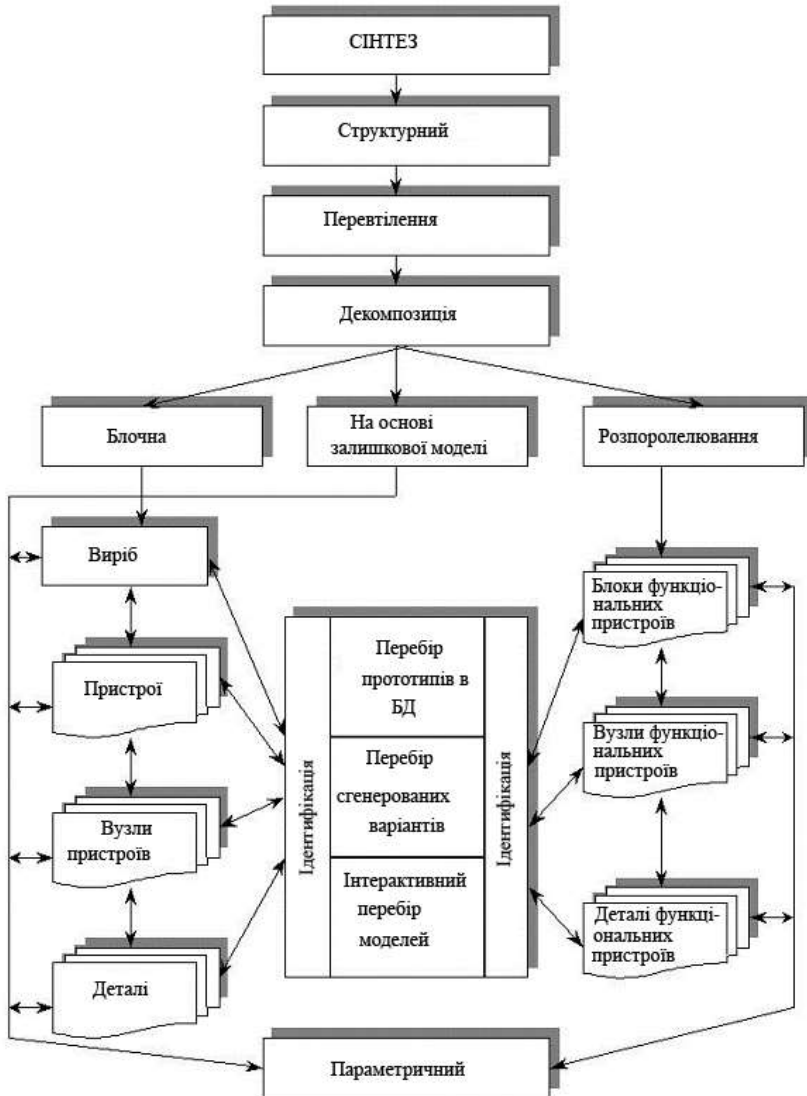 СІНТЕЗ
Структурний
Перевтілення
Декомпозиція
Блочна
На основі
залишкової моделі
Розпоролелювання
Виріб
Пристрої
Вузли
пристроїв
Деталі
Ідентифікація
Перебір
прототипів в
БД
Перебір
сгенерованих
варіантів
Інтерактивний
перебір
моделей
Ідентифікація
Блоки функціо-
нальних
пристроїв
Вузли функціо-
нальних
пристроїв
Деталі функці-
ональних
пристроїв
Параметричний